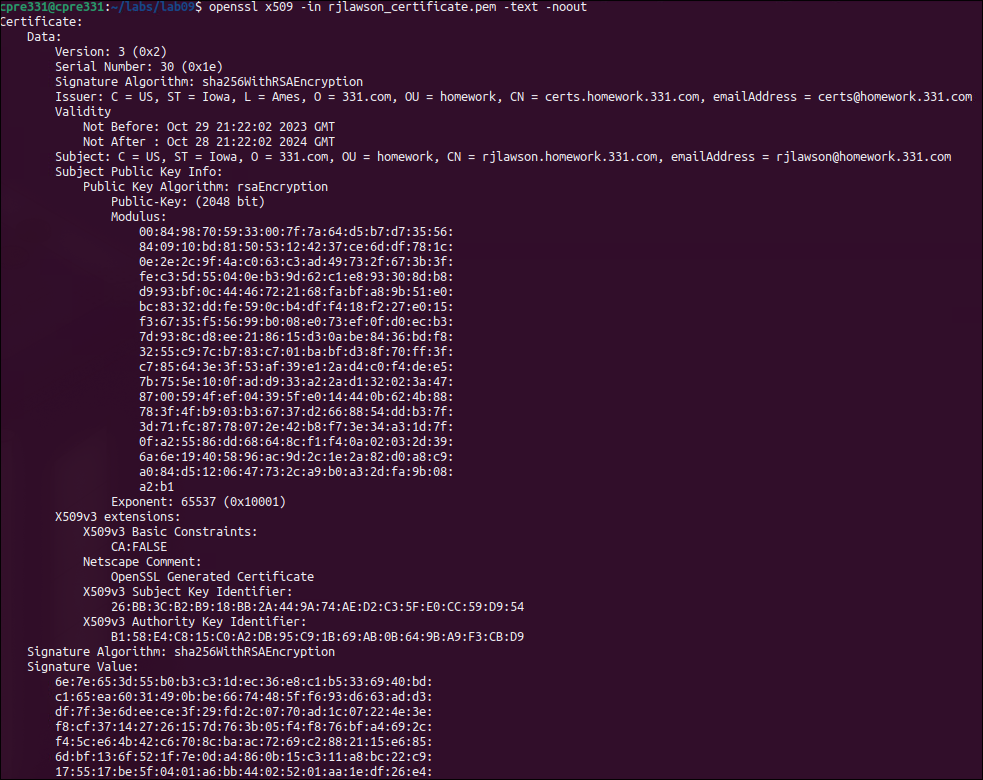 cpre331@cpre331:~/labs/lab09$ openssl x509 -in rjlawson_certificate.pem -text -noout
Certificate:
    Data:
        Version: 3 (0x2)
        Serial Number: 30 (0x1e)
        Signature Algorithm: sha256WithRSAEncryption
        Issuer: C = US, ST = Iowa, L = Ames, O = 331.com, OU = homework, CN = certs.homework.331.com, emailAddress = certs@homework.331.com
        Validity
            Not Before: Oct 29 21:22:02 2023 GMT
            Not After : Oct 28 21:22:02 2024 GMT
        Subject: C = US, ST = Iowa, O = 331.com, OU = homework, CN = rjlawson.homework.331.com, emailAddress = rjlawson@homework.331.com
        Subject Public Key Info:
            Public Key Algorithm: rsaEncryption
                Public-Key: (2048 bit)
                Modulus:
                    00:84:98:70:59:33:00:7f:7a:64:d5:b7:d7:35:56:
                    84:09:10:bd:81:50:53:12:42:37:ce:6d:df:78:1c:
                    0e:2e:2c:9f:4a:c0:63:c3:ad:49:73:2f:67:3b:3f:
                    fe:c3:5d:55:04:0e:b3:9d:62:c1:e8:93:30:8d:b8:
                    d9:93:bf:0c:44:46:72:21:68:fa:bf:a8:9b:51:e0:
                    bc:83:32:dd:fe:59:0c:b4:df:f4:18:f2:27:e0:15:
                    f3:67:35:f5:56:99:b0:08:e0:73:ef:0f:d0:ec:b3:
                    7d:93:8c:d8:ee:21:86:15:d3:0a:be:84:36:bd:f8:
                    32:55:c9:7c:b7:83:c7:01:ba:bf:d3:8f:70:ff:3f:
                    c7:85:64:3e:3f:53:af:39:e1:2a:d4:c0:f4:de:e5:
                    7b:75:5e:10:0f:ad:d9:33:a2:2a:d1:32:02:3a:47:
                    87:00:59:4f:ef:04:39:5f:e0:14:44:0b:62:4b:88:
                    78:3f:4f:b9:03:b3:67:37:d2:66:88:54:dd:b3:7f:
                    3d:71:fc:87:78:07:2e:42:b8:f7:3e:34:a3:1d:7f:
                    0f:a2:55:86:dd:68:64:8c:f1:f4:0a:02:03:2d:39:
                    6a:6e:19:40:58:96:ac:9d:2c:1e:2a:82:d0:a8:c9:
                    a0:84:d5:12:06:47:73:2c:a9:b0:a3:2d:fa:9b:08:
                    a2:b1
                Exponent: 65537 (0x10001)
        X509v3 extensions:
            X509v3 Basic Constraints:
                CA:FALSE
            Netscape Comment:
                OpenSSL Generated Certificate
            X509v3 Subject Key Identifier:
                26:BB:3C:B2:B9:18:BB:2A:44:9A:74:AE:D2:C3:5F:E0:CC:59:D9:54
            X509v3 Authority Key Identifier:
                B1:58:E4:C8:15:C0:A2:DB:95:C9:1B:69:AB:0B:64:9B:A9:F3:CB:D9
    Signature Algorithm: sha256WithRSAEncryption
    Signature Value:
        6e:7e:65:3d:55:b0:b3:c3:1d:ec:36:e8:c1:b5:33:69:40:bd:
        c1:65:ea:60:31:49:0b:be:66:74:48:5f:f6:93:d6:63:ad:d3:
        df:7f:3e:6d:ee:ce:3f:29:fd:2c:07:70:ad:1c:07:22:4e:3e:
        f8:cf:37:14:27:26:15:7d:76:3b:05:f4:f8:76:bf:a4:69:2c:
        f4:5c:e6:4b:42:c6:70:8c:ba:ac:72:69:c2:88:21:15:e6:85:
        6d:bf:13:6f:52:1f:7e:0d:a4:86:0b:15:c3:11:a8:bc:22:c9:
        17:55:17:be:5f:04:01:a6:bb:44:02:52:01:aa:1e:df:26:e4: